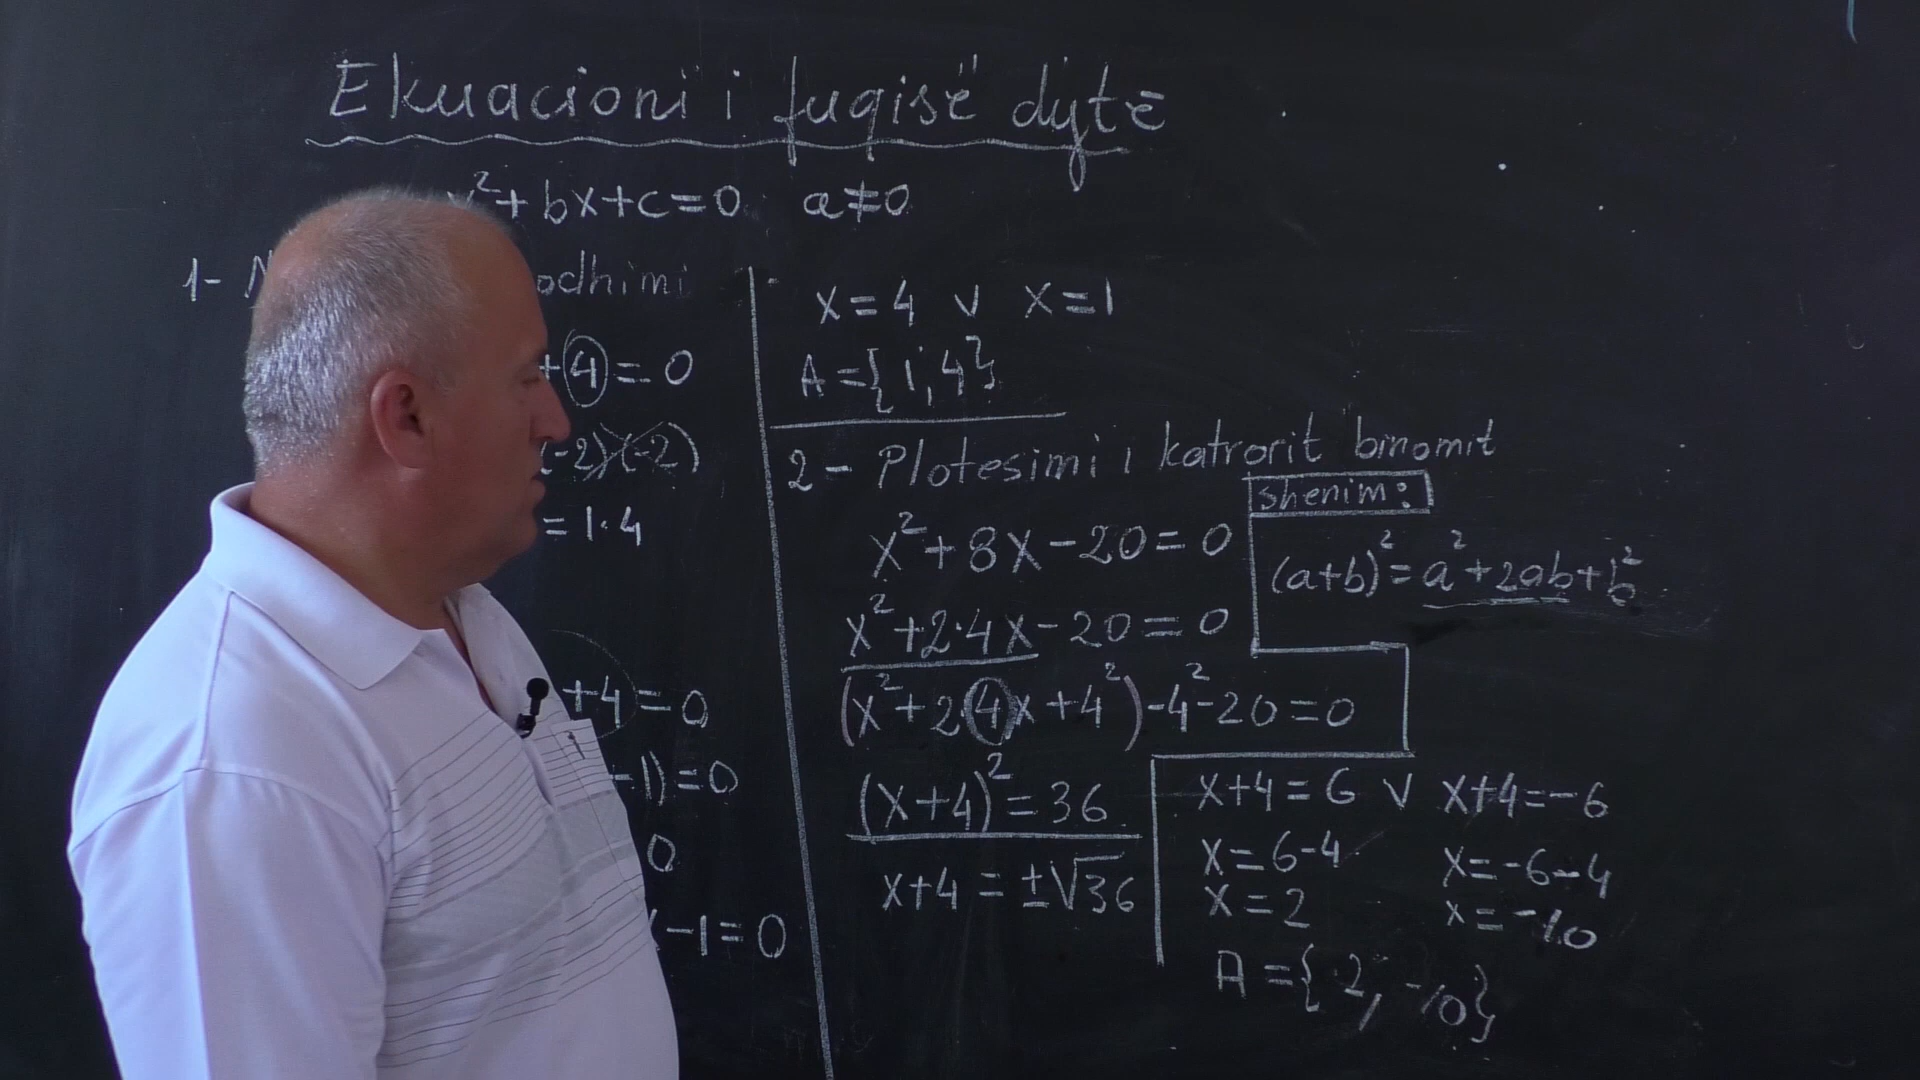 Ekuacioni i fuqisë dytë
x²+bx+c=0 a≠0
1- odhimi
+4=0
(-2)(-2)
=1·4
+4=0
-1)=0
0
-1=0
x=4 ∨ x=1
A={1,4}
2- Plotesimi i katrorit binomit
x²+8x-20=0
x²+2·4x-20=0
(x²+2·4x+4²)-4²-20=0
(x+4)²=36
x+4=±√36
shenim:
(a+b)²=a²+2ab+b²
x+4=6 ∨ x+4=-6
x=6-4 x=-6-4
x=2 x=-10
A={2,-10}